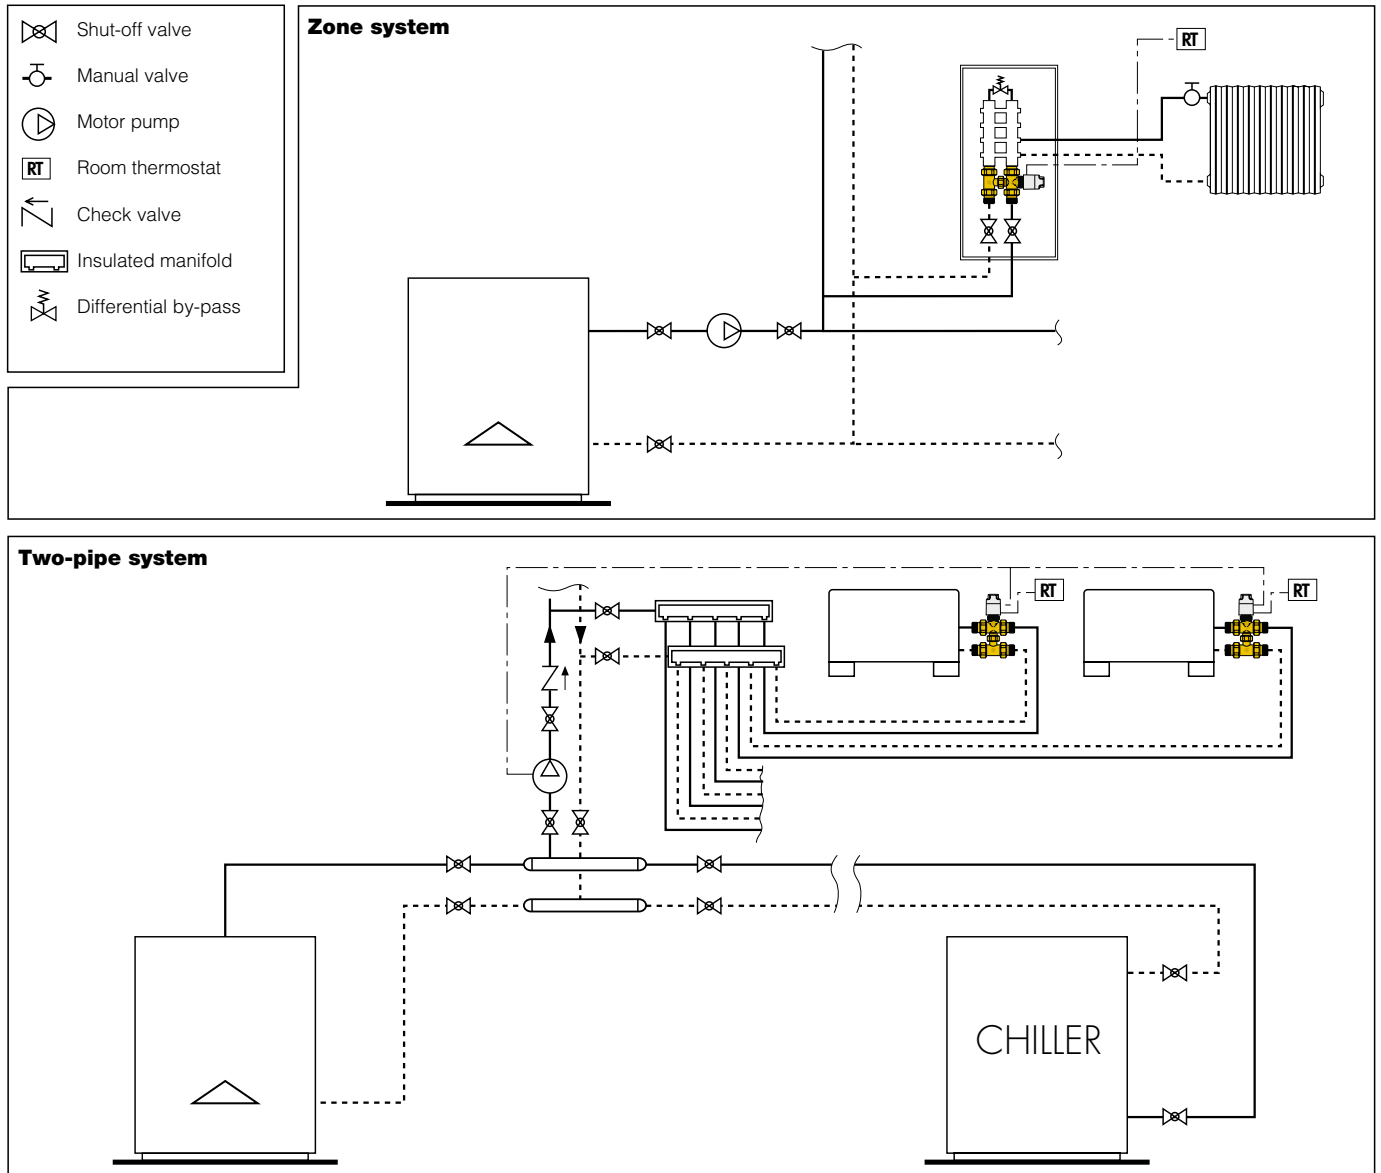 Shut-off valve
Manual valve
Motor pump
RT Room thermostat
Check valve
Insulated manifold
Differential by-pass
Zone system
RT
Two-pipe system
RT
RT
CHILLER